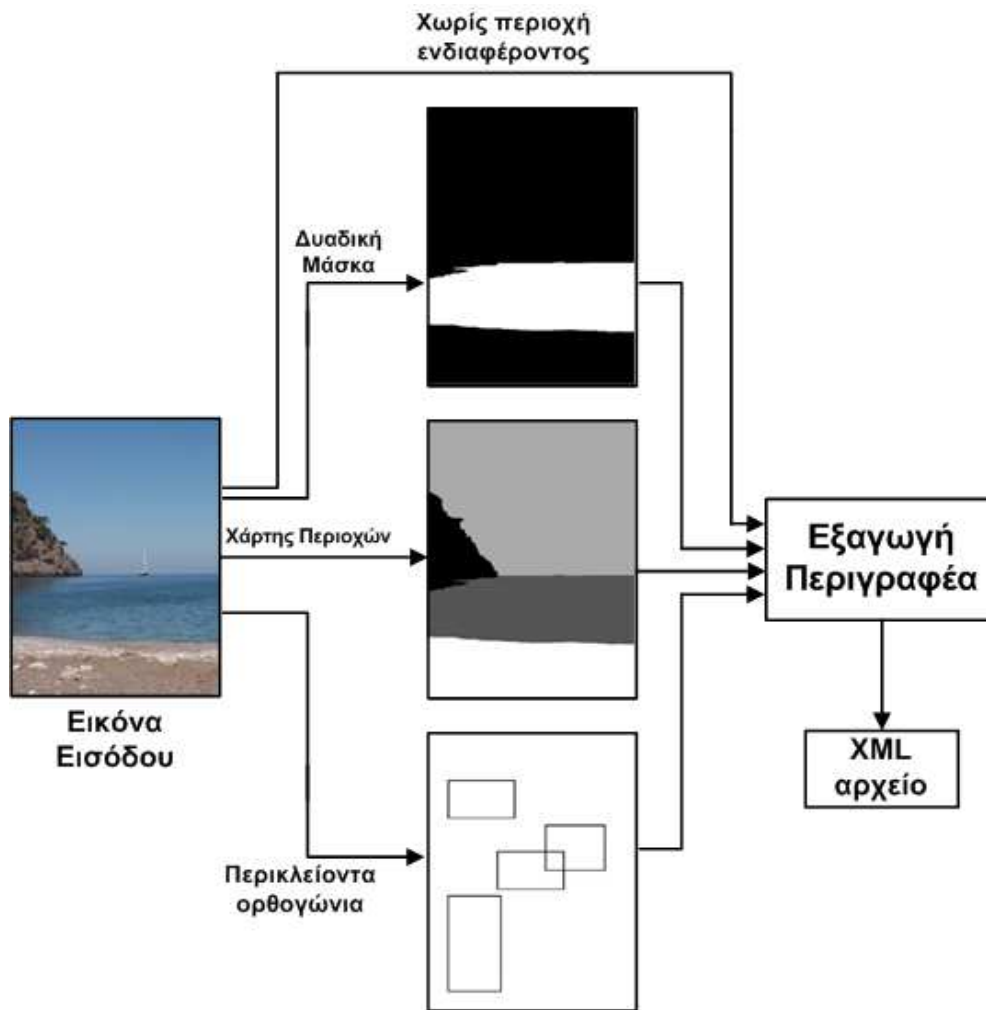 Χωρίς περιοχή
ενδιαφέροντος
Δυαδική
Μάσκα
Χάρτης Περιοχών
Εξαγωγή
Περιγραφέα
Εικόνα
Εισόδου
XML
αρχείο
Περικλείοντα
ορθογώνια